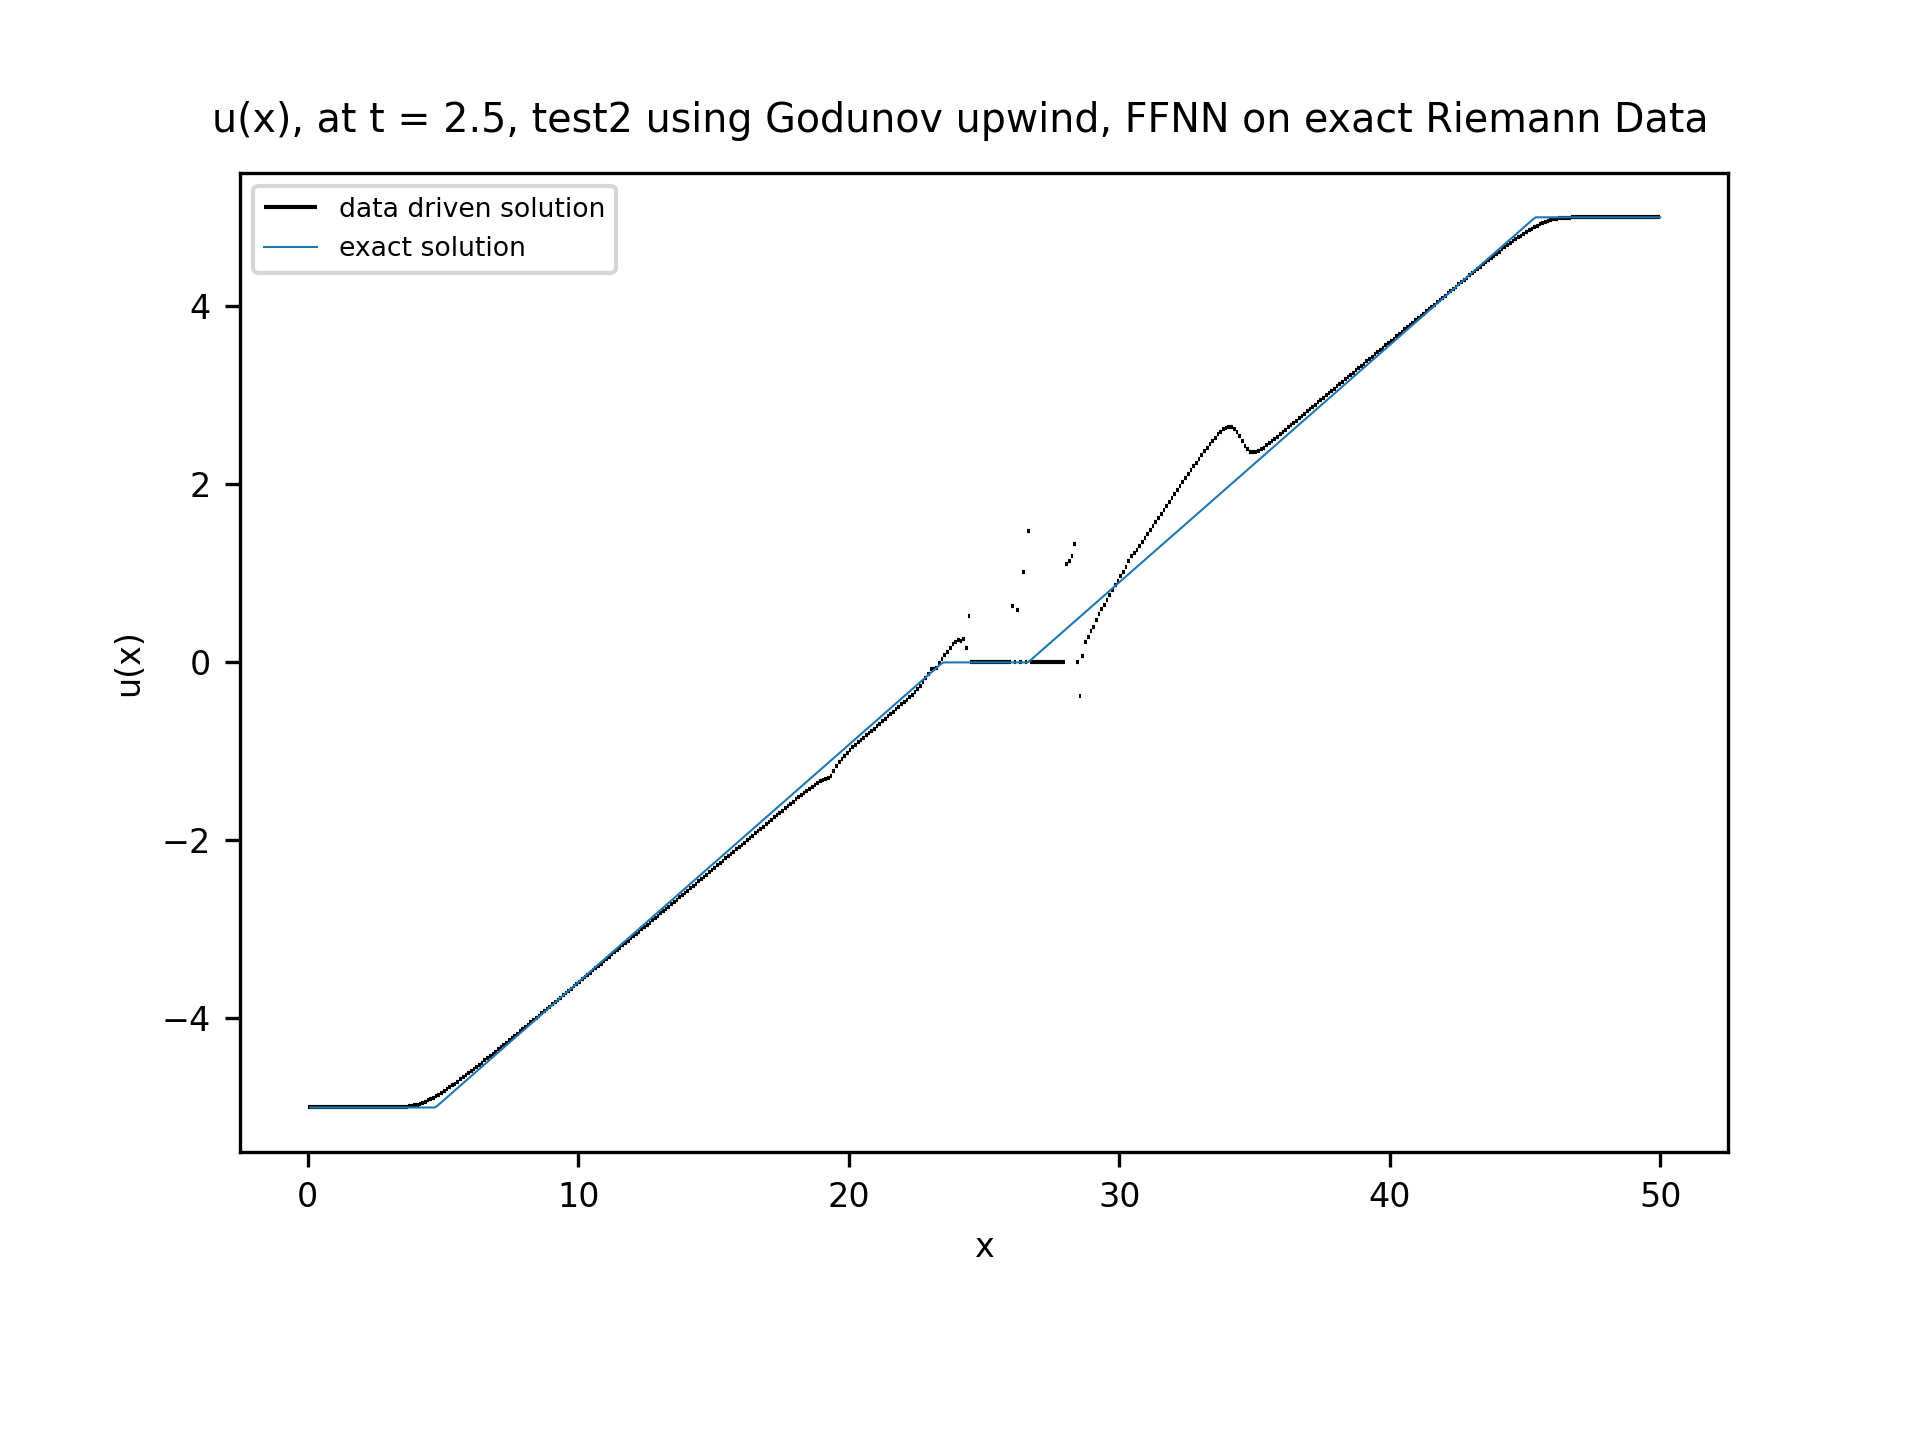 u(x), at t = 2.5, test2 using Godunov upwind, FFNN on exact Riemann Data
data driven solution
exact solution
4
2
0
−2
−4
u(x)
0 10 20 30 40 50
x